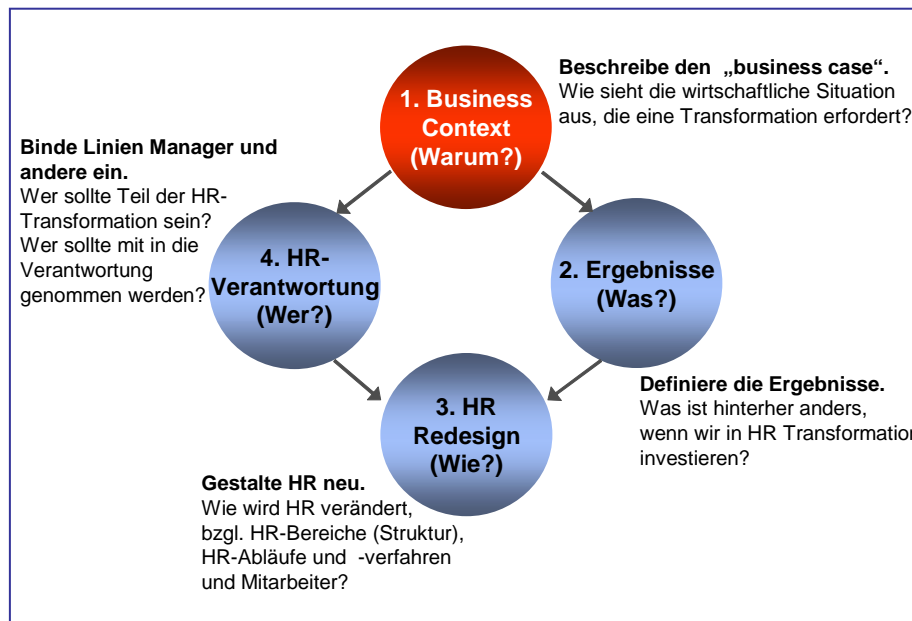 1. Business
Context
(Warum?)
Beschreibe den „business case“.
Wie sieht die wirtschaftliche Situation
aus, die eine Transformation erfordert?
Binde Linien Manager und
andere ein.
Wer sollte Teil der HR-
Transformation sein?
Wer sollte mit in die
Verantwortung
genommen werden?
4. HR-
Verantwortung
(Wer?)
2. Ergebnisse
(Was?)
Definiere die Ergebnisse.
Was ist hinterher anders,
wenn wir in HR Transformation
investieren?
3. HR
Redesign
(Wie?)
Gestalte HR neu.
Wie wird HR verändert,
bzgl. HR-Bereiche (Struktur),
HR-Abläufe und -verfahren
und Mitarbeiter?